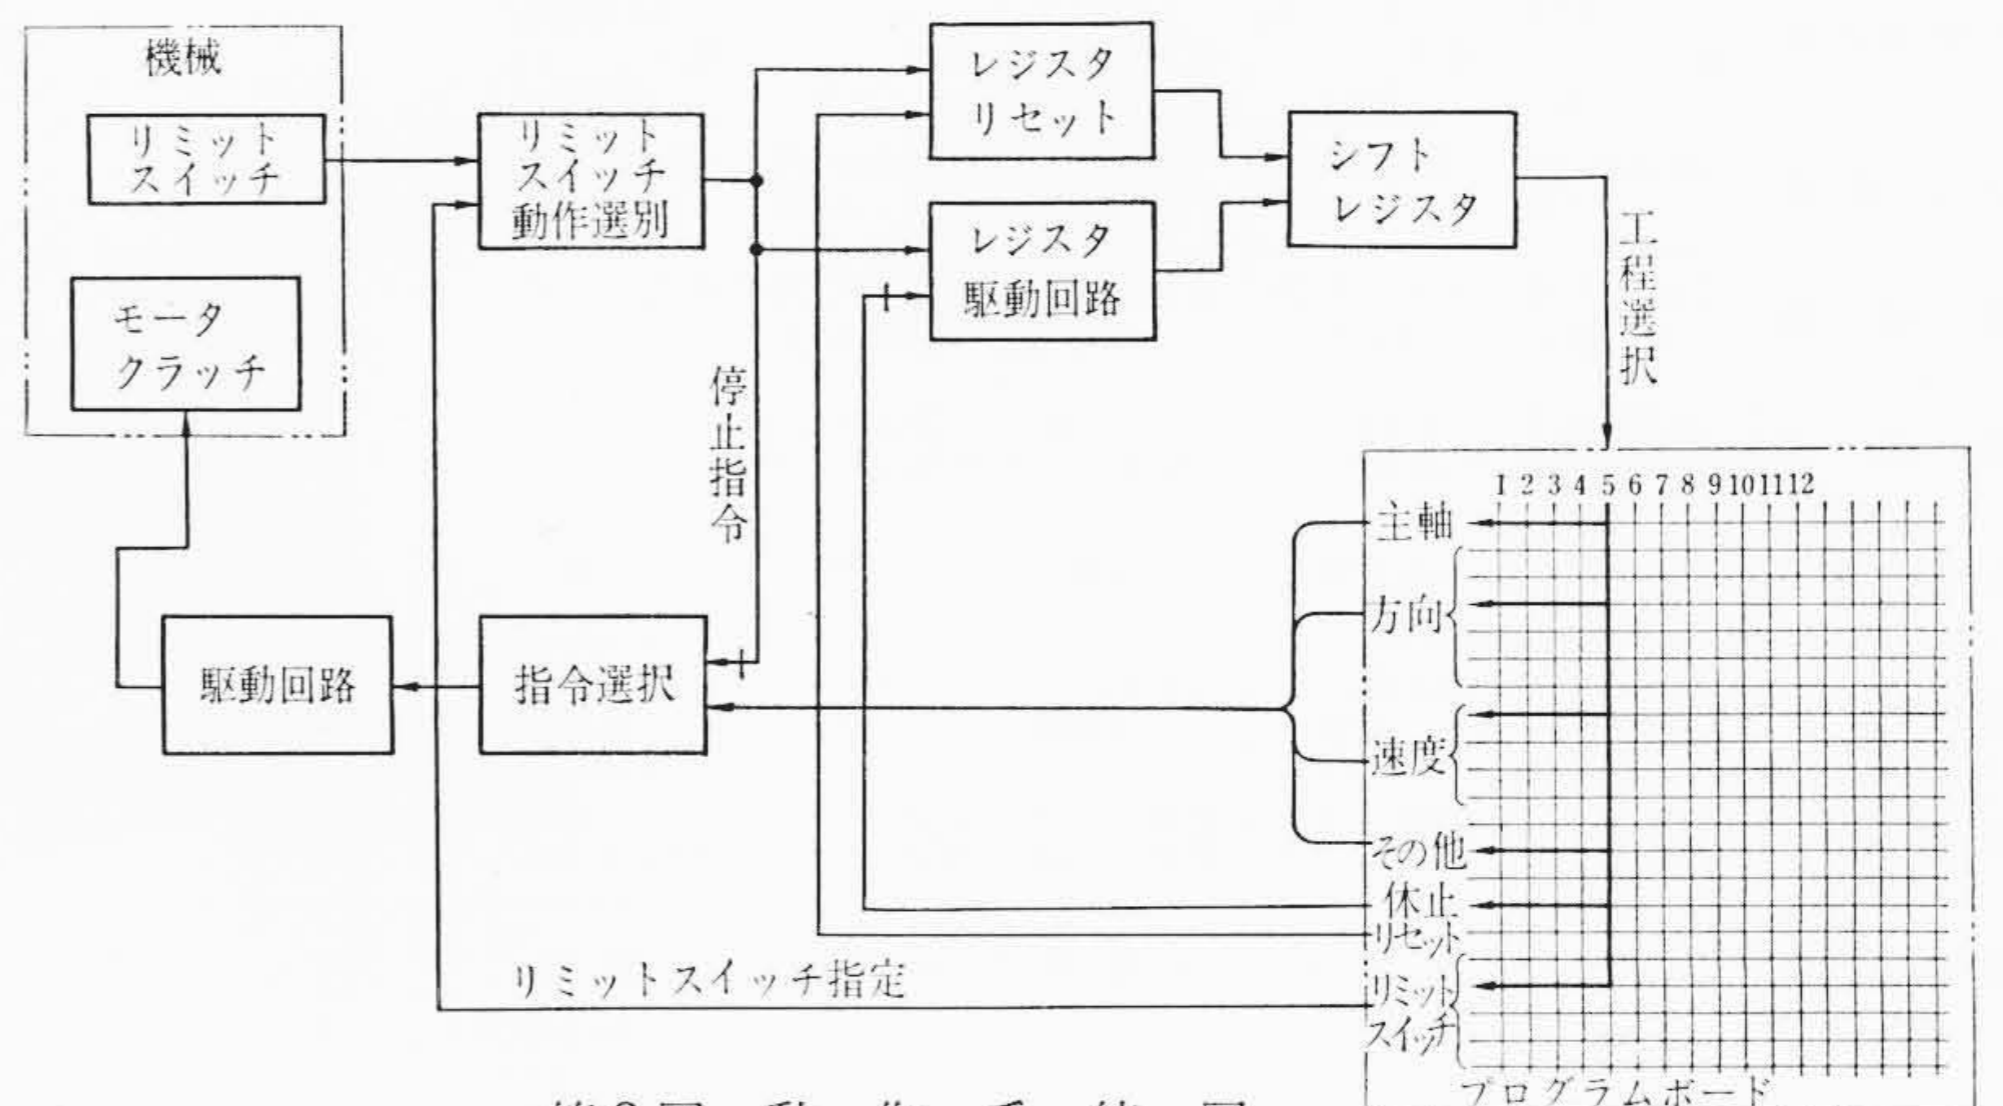 機械
リミット
スイッチ
モータ
クラッチ
リミット
スイッチ
動作選別
レジスタ
リセット
レジスタ
駆動回路
シフト
レジスタ
工程選択
停止指令
駆動回路
指令選択
1 2 3 4 5 6 7 8 9 10 11 12
主軸
方向
速度
その他
休止
リセット
リミット
スイッチ
リミットスイッチ指定
プログラムボード